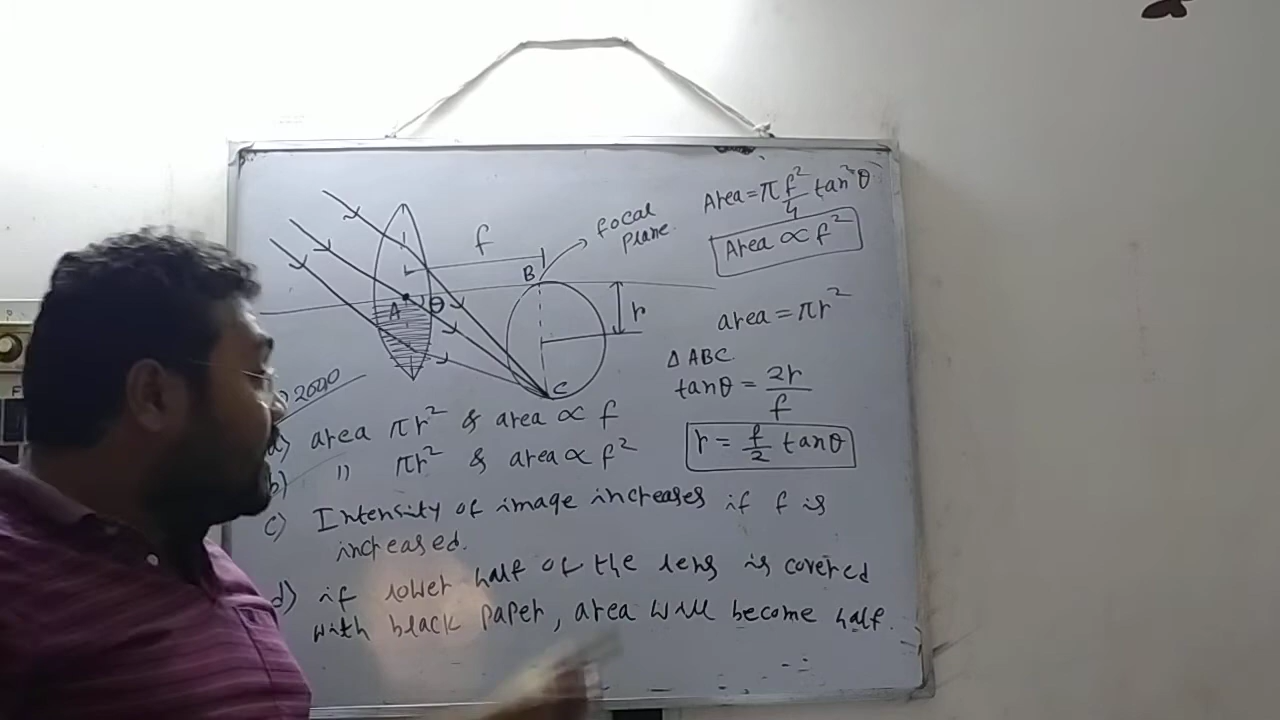 f
focal
plane.
B
A
θ
r
C
Area = π f²/4 tan²θ
Area ∝ f²
area = πr²
Δ ABC.
tanθ = 2r/f
r = f/2 tanθ
2020
a) area πr² & area ∝ f
b) " πr² & area ∝ f²
c) Intensity of image increases if f is
increased.
d) if lower half of the lens is covered
with black paper, area will become half.